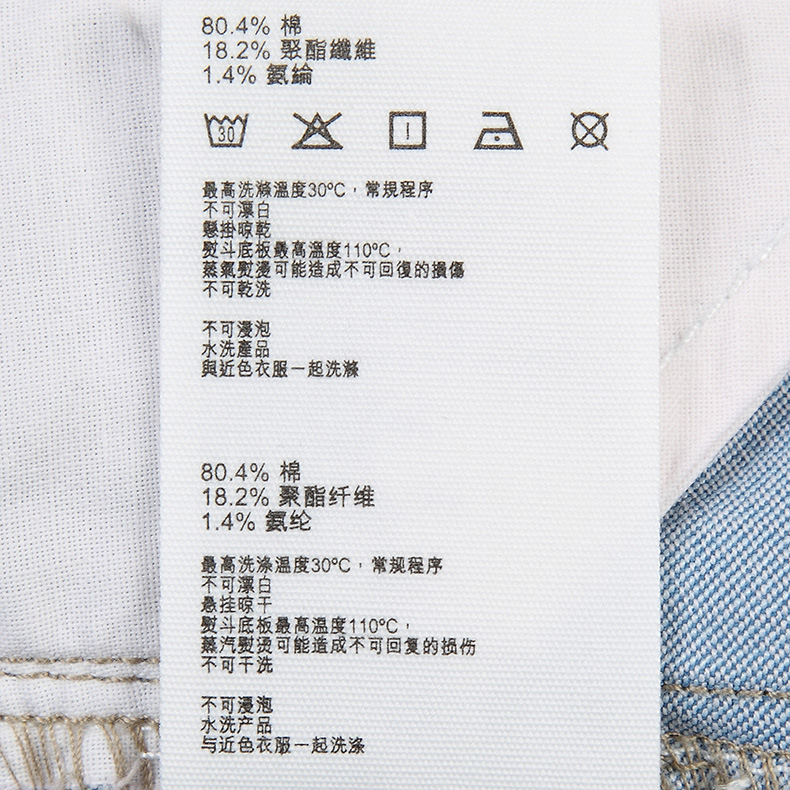 80.4% 棉
18.2% 聚酯纖維
1.4% 氨綸
30
最高洗滌溫度30ºC，常規程序
不可漂白
懸掛晾乾
熨斗底板最高溫度110ºC，
蒸氣熨燙可能造成不可回復的損傷
不可乾洗
不可浸泡
水洗產品
與近色衣服一起洗滌
80.4% 棉
18.2% 聚酯纤维
1.4% 氨纶
最高洗涤温度30ºC，常规程序
不可漂白
悬挂晾干
熨斗底板最高温度110ºC，
蒸汽熨烫可能造成不可回复的损伤
不可干洗
不可浸泡
水洗产品
与近色衣服一起洗涤